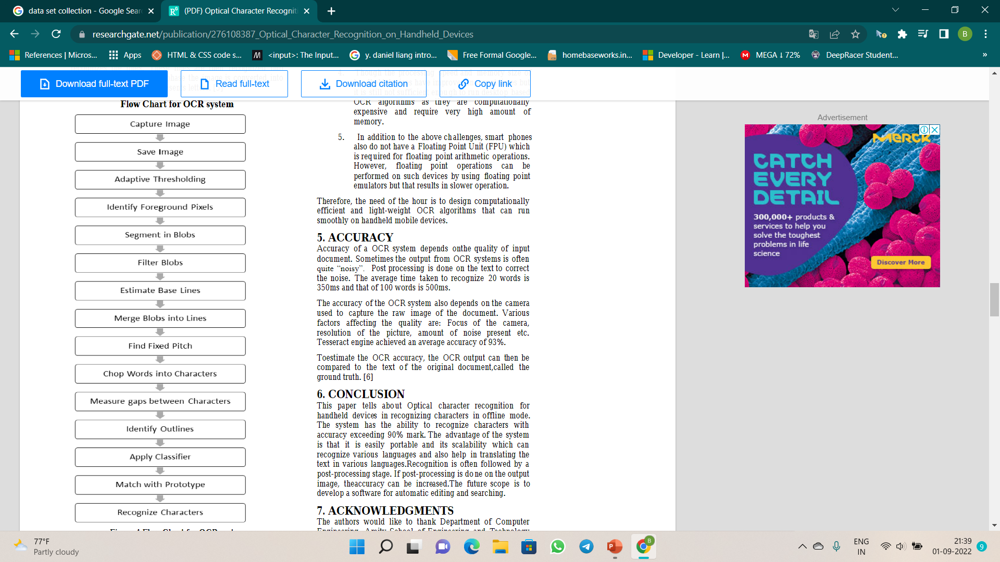 data set collection - Google Sear
(PDF) Optical Character Recogniti
researchgate.net/publication/276108387_Optical_Character_Recognition_on_Handheld_Devices
B
References | Micros...
Apps
HTML & CSS code s...
<input>: The Input...
y. daniel liang intro...
Free Formal Google...
homebaseworks.in...
Developer - Learn |...
MEGA ↓ 72%
DeepRacer Student...
»
Download full-text PDF
Read full-text
Download citation
Copy link
Flow Chart for OCR system
Capture Image
Save Image
Adaptive Thresholding
Identify Foreground Pixels
Segment in Blobs
Filter Blobs
Estimate Base Lines
Merge Blobs into Lines
Find Fixed Pitch
Chop Words into Characters
Measure gaps between Characters
Identify Outlines
Apply Classifier
Match with Prototype
Recognize Characters
OCR algorithms as they are computationally
expensive and require very high amount of
memory.
5. In addition to the above challenges, smart phones
also do not have a Floating Point Unit (FPU) which
is required for floating point arithmetic operations.
However, floating point operations can be
performed on such devices by using floating point
emulators but that results in slower operation.
Therefore, the need of the hour is to design computationally
efficient and light-weight OCR algorithms that can run
smoothly on handheld mobile devices.
5. ACCURACY
Accuracy of a OCR system depends onthe quality of input
document. Sometimes the output from OCR systems is often
quite “noisy”. Post processing is done on the text to correct
the noise. The average time taken to recognize 20 words is
350ms and that of 100 words is 500ms.
The accuracy of the OCR system also depends on the camera
used to capture the raw image of the document. Various
factors affecting the quality are: Focus of the camera,
resolution of the picture, amount of noise present etc.
Tesseract engine achieved an average accuracy of 93%.
Toestimate the OCR accuracy, the OCR output can then be
compared to the text of the original document,called the
ground truth. [6]
6. CONCLUSION
This paper tells about Optical character recognition for
handheld devices in recognizing characters in offline mode.
The system has the ability to recognize characters with
accuracy exceeding 90% mark. The advantage of the system
is that it is easily portable and its scalability which can
recognize various languages and also help in translating the
text in various languages.Recognition is often followed by a
post-processing stage. If post-processing is done on the output
image, theaccuracy can be increased.The future scope is to
develop a software for automatic editing and searching.
7. ACKNOWLEDGMENTS
The authors would like to thank Department of Computer
Engineering, Amity School of Engineering and Technology
Advertisement
MERCK
CATCH
EVERY
DETAIL
300,000+ products &
services to help you
solve the toughest
problems in life
science
Discover More
77°F
Partly cloudy
ENG
IN
21:39
01-09-2022
9